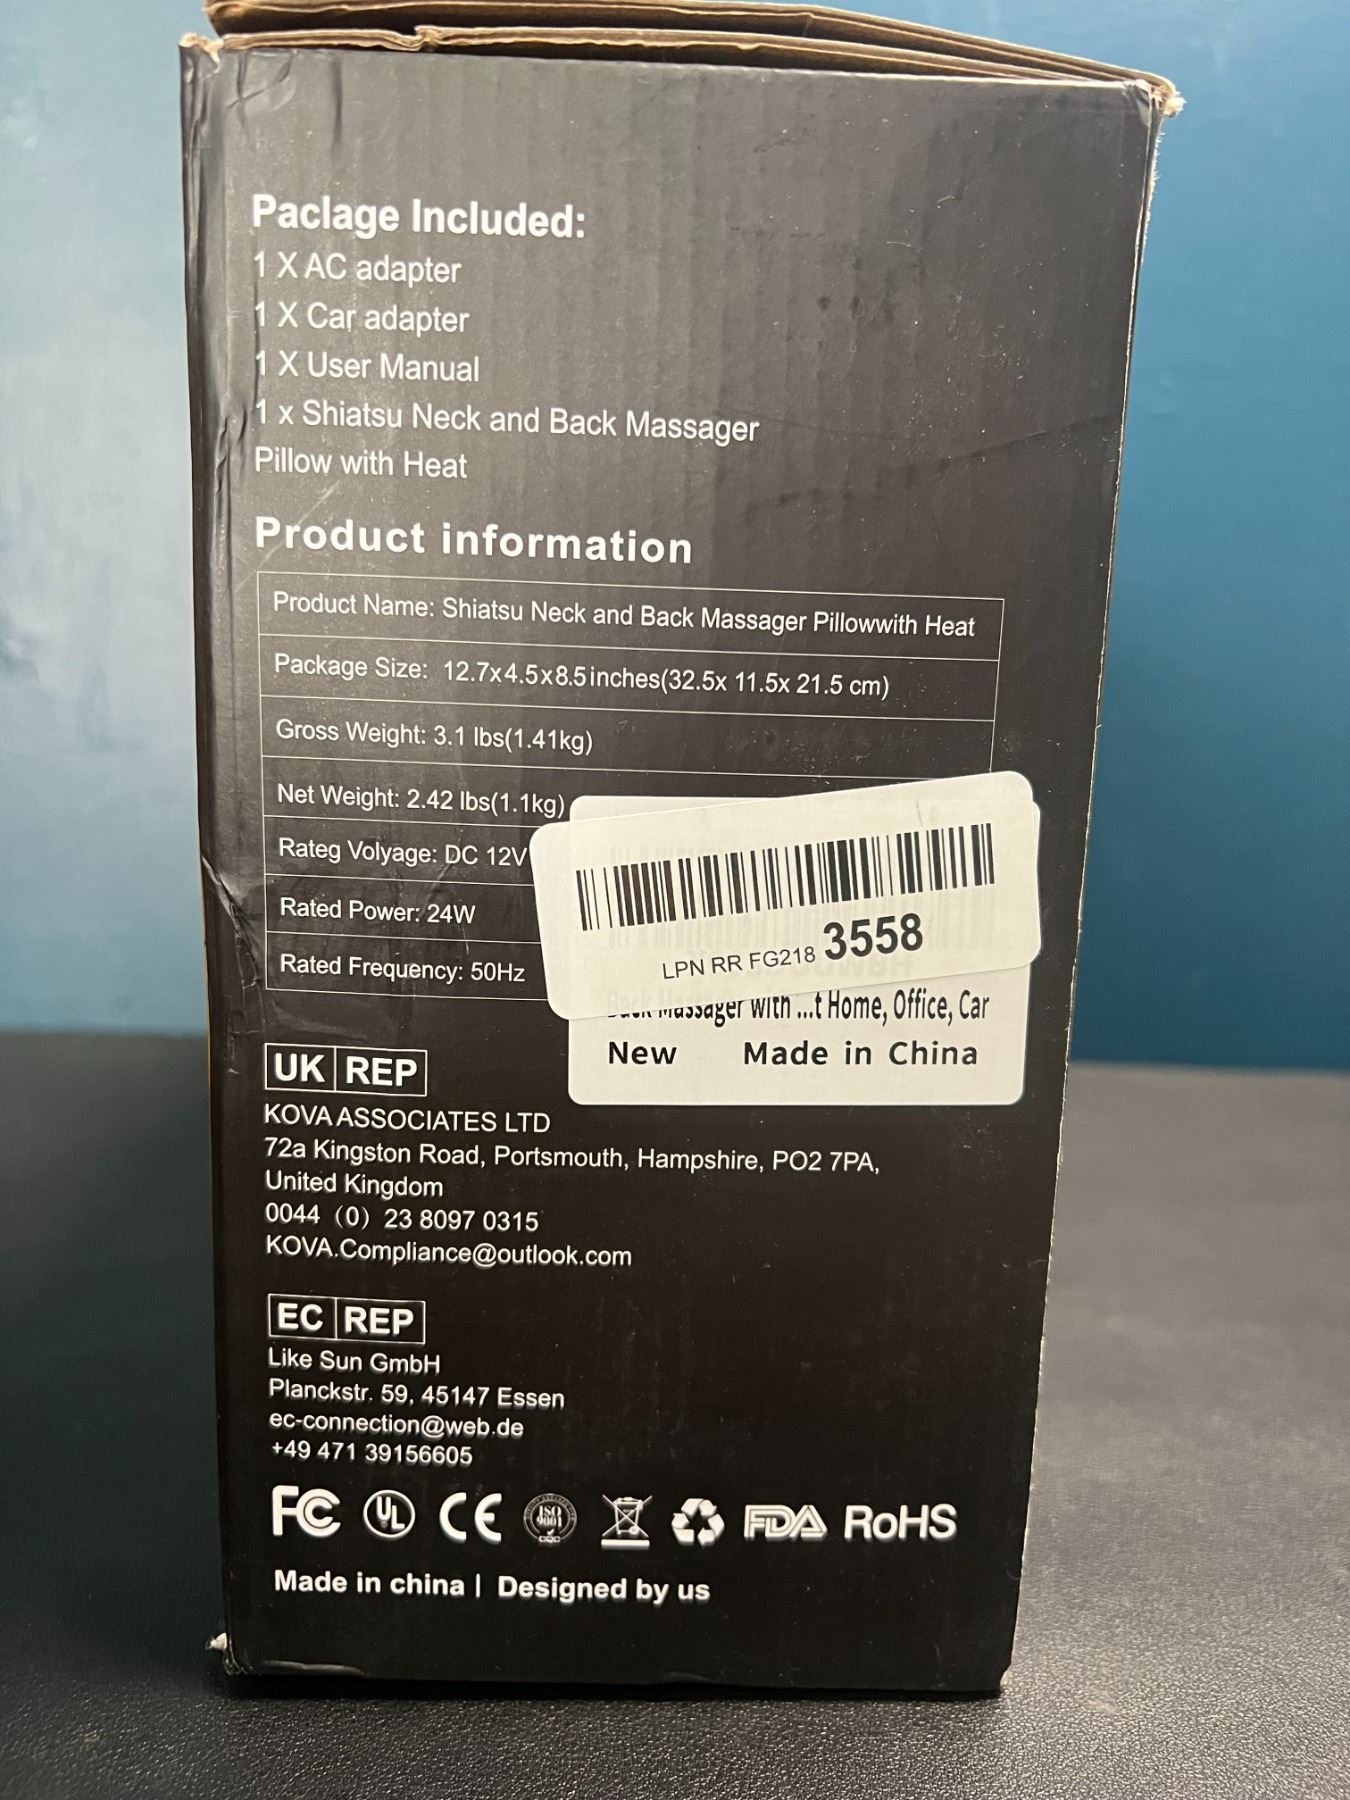 Paclage Included:
1 X AC adapter
1 X Car adapter
1 X User Manual
1 x Shiatsu Neck and Back Massager
Pillow with Heat
Product information
Product Name: Shiatsu Neck and Back Massager Pillowwith Heat
Package Size: 12.7x4.5x8.5inches(32.5x 11.5x 21.5 cm)
Gross Weight: 3.1 lbs(1.41kg)
Net Weight: 2.42 lbs(1.1kg)
Rateg Volyage: DC 12V
Rated Power: 24W
Rated Frequency: 50Hz
LPN RR FG218 3558
Back Massager with ...t Home, Office, Car
New Made in China
UK REP
KOVA ASSOCIATES LTD
72a Kingston Road, Portsmouth, Hampshire, PO2 7PA,
United Kingdom
0044 (0) 23 8097 0315
KOVA.Compliance@outlook.com
EC REP
Like Sun GmbH
Planckstr. 59, 45147 Essen
ec-connection@web.de
+49 471 39156605
FC UL CE ISO 9001 FDA RoHS
Made in china | Designed by us